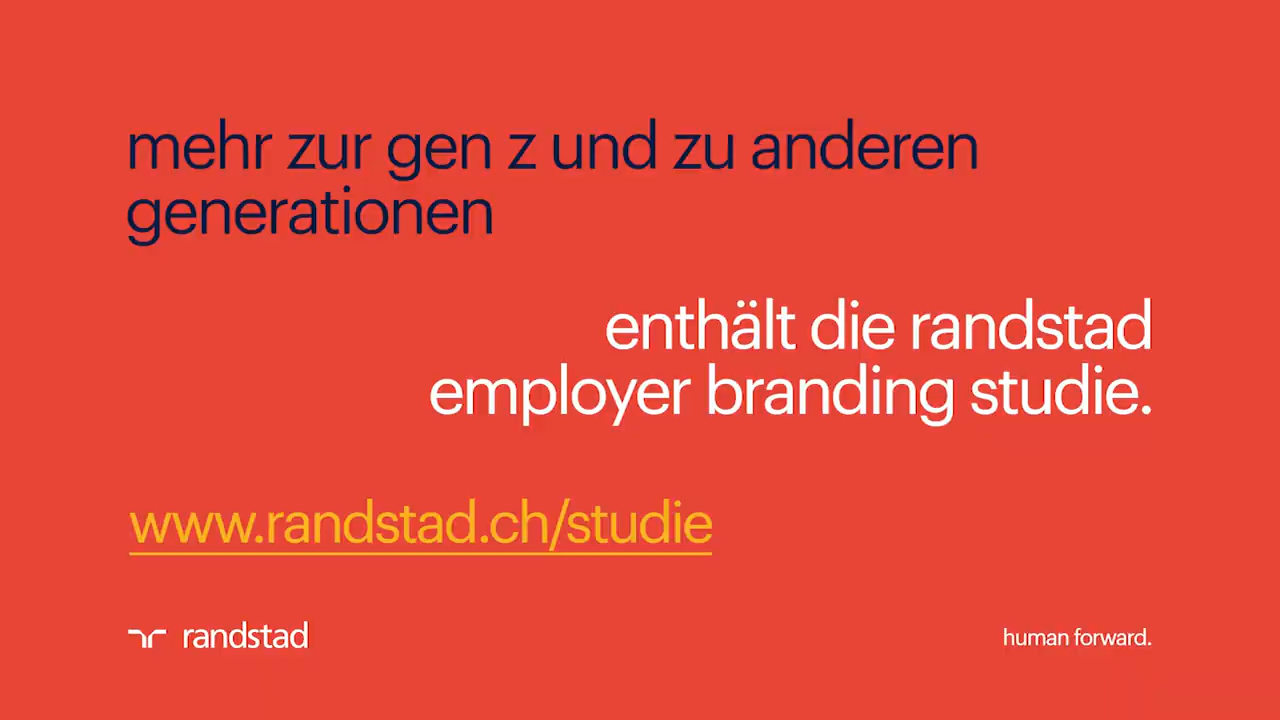 mehr zur gen z und zu anderen
generationen
enthält die randstad
employer branding studie.
www.randstad.ch/studie
randstad
human forward.